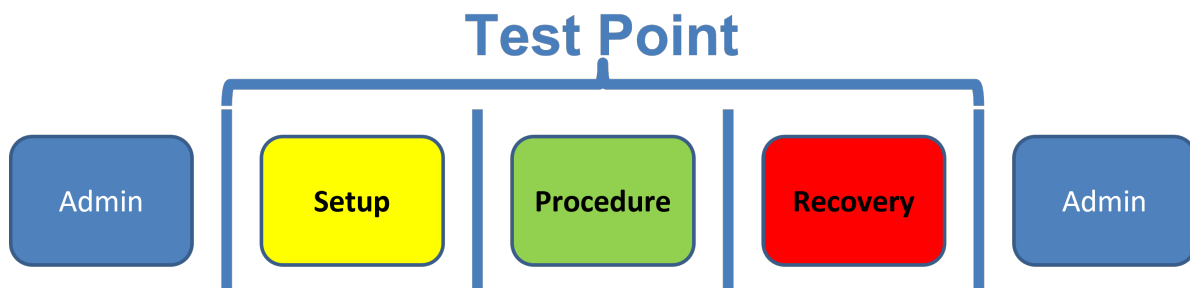 Test Point
Admin
Setup
Procedure
Recovery
Admin